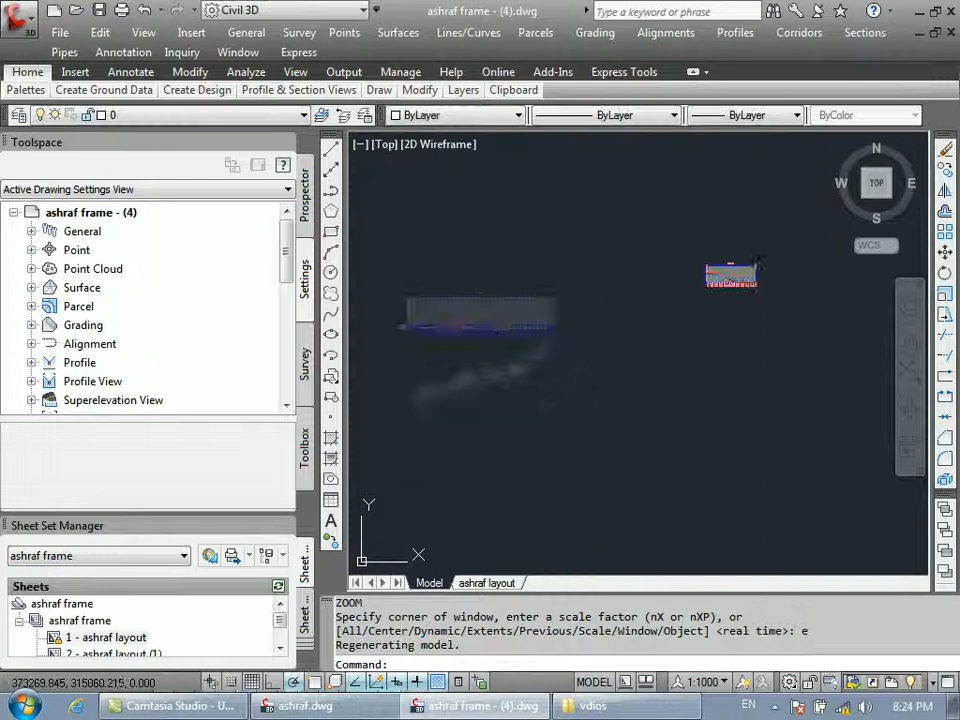 Civil 3D
ashraf frame - (4).dwg
Type a keyword or phrase
3D
File Edit View Insert General Survey Points Surfaces Lines/Curves Parcels Grading Alignments Profiles Corridors Sections
Pipes Annotation Inquiry Window Express
Home Insert Annotate Modify Analyze View Output Manage Help Online Add-Ins Express Tools
Palettes Create Ground Data Create Design Profile & Section Views Draw Modify Layers Clipboard
0 ByLayer ByLayer ByLayer ByColor
Toolspace
Active Drawing Settings View
ashraf frame - (4)
General
Point
Point Cloud
Surface
Parcel
Grading
Alignment
Profile
Profile View
Superelevation View
Prospector
Settings
Survey
Toolbox
[−] [Top] [2D Wireframe]
N
W TOP E
S
WCS
Y
X
Sheet Set Manager
ashraf frame
Sheets
ashraf frame
ashraf frame
1 - ashraf layout
2 - ashraf layout (1)
Sheet...
Sheet...
Model ashraf layout
ZOOM
Specify corner of window, enter a scale factor (nX or nXP), or
[All/Center/Dynamic/Extents/Previous/Scale/Window/Object] <real time>: e
Regenerating model.
Command:
373269.845, 315060.215, 0.000
MODEL
1:1000
Camtasia Studio - U...
ashraf.dwg
ashraf frame - (4)....
vdios
EN
8:24 PM